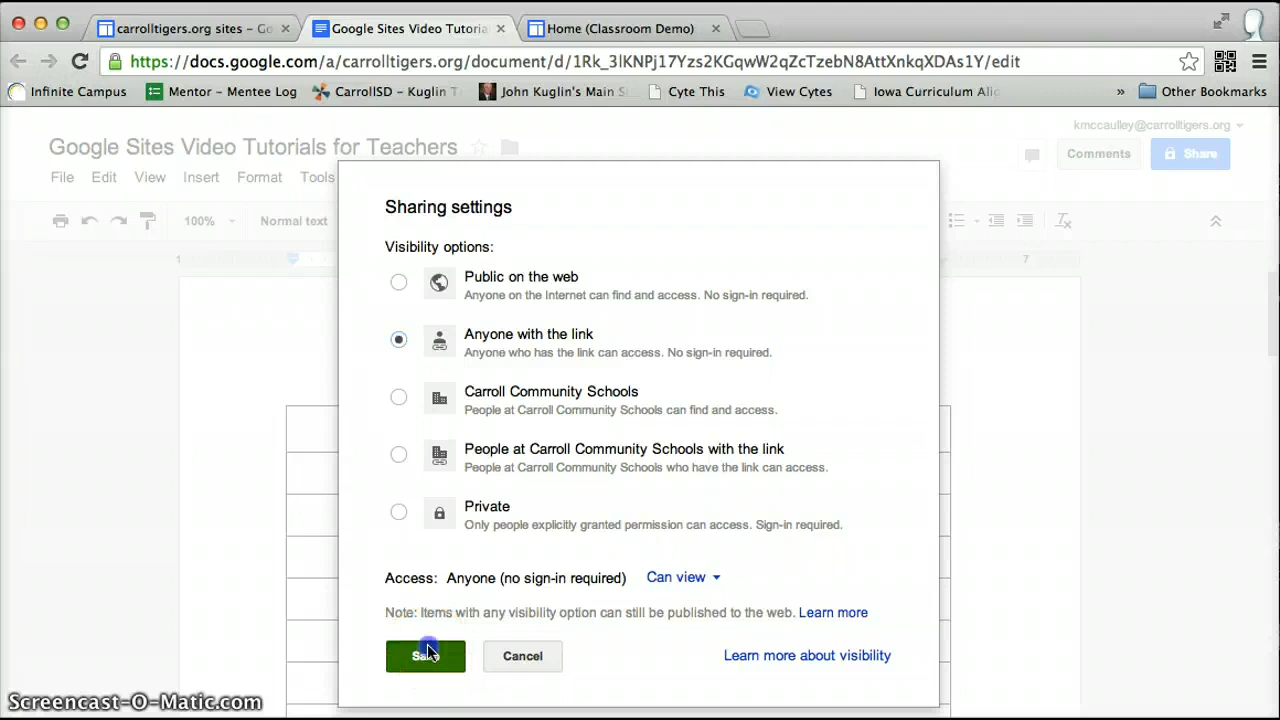 carrolltigers.org sites – Go
Google Sites Video Tutoria
Home (Classroom Demo)
https://docs.google.com/a/carrolltigers.org/document/d/1Rk_3lKNPj17Yzs2KGqwW2qZcTzebN8AttXnkqXDAs1Y/edit
Infinite Campus
Mentor – Mentee Log
CarrollISD – Kuglin T
John Kuglin's Main S
Cyte This
View Cytes
Iowa Curriculum Alig
»
Other Bookmarks
kmccaulley@carrolltigers.org
Google Sites Video Tutorials for Teachers
Comments
Share
File Edit View Insert Format Tools
100%
Normal text
1
7
Sharing settings
Visibility options:
Public on the web
Anyone on the Internet can find and access. No sign-in required.
Anyone with the link
Anyone who has the link can access. No sign-in required.
Carroll Community Schools
People at Carroll Community Schools can find and access.
People at Carroll Community Schools with the link
People at Carroll Community Schools who have the link can access.
Private
Only people explicitly granted permission can access. Sign-in required.
Access: Anyone (no sign-in required) Can view
Note: Items with any visibility option can still be published to the web. Learn more
Save
Cancel
Learn more about visibility
Screencast-O-Matic.com